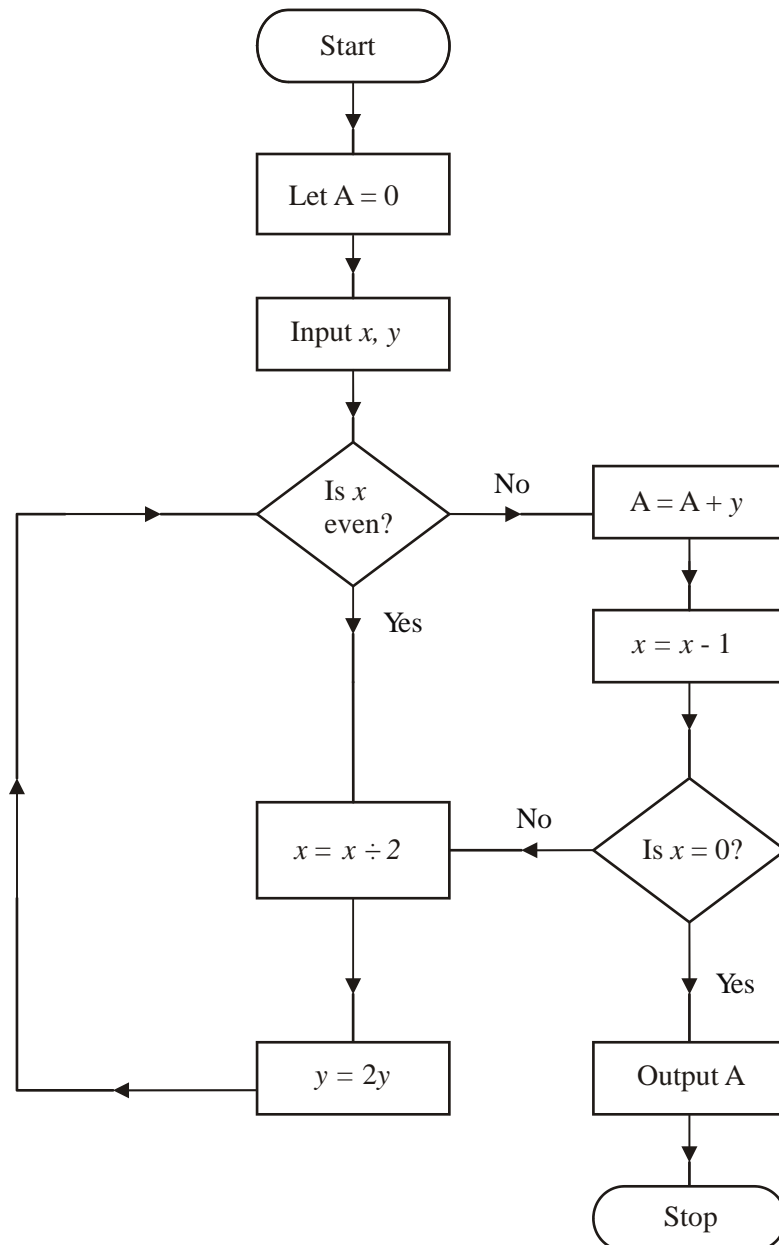 Start
Let A = 0
Input x, y
Is x
even?
No
A = A + y
Yes
x = x - 1
x = x ÷ 2
No
Is x = 0?
Yes
y = 2y
Output A
Stop